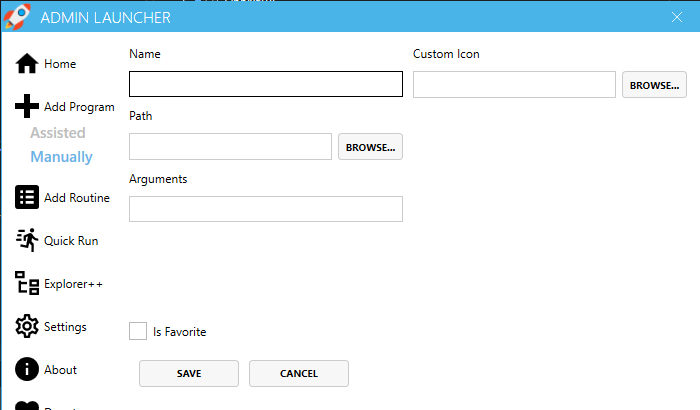 ADMIN LAUNCHER
Home
Add Program
Assisted
Manually
Add Routine
Quick Run
Explorer++
Settings
About
Name
Custom Icon
BROWSE...
Path
BROWSE...
Arguments
Is Favorite
SAVE
CANCEL